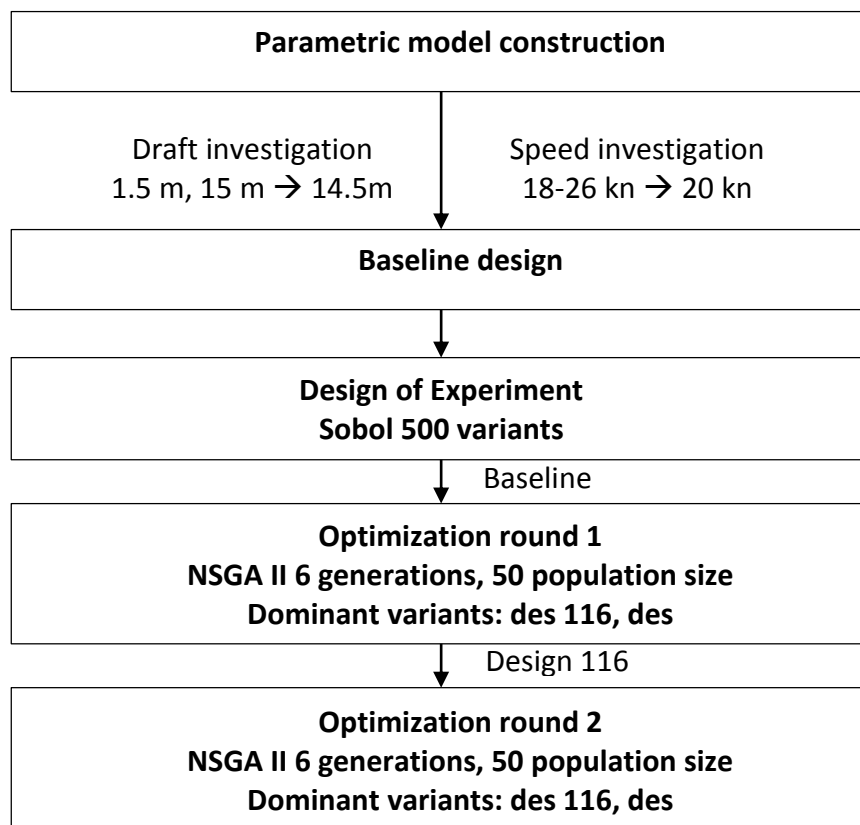 Parametric model construction
Draft investigation
1.5 m, 15 m → 14.5m
Speed investigation
18-26 kn → 20 kn
Baseline design
Design of Experiment
Sobol 500 variants
Baseline
Optimization round 1
NSGA II 6 generations, 50 population size
Dominant variants: des 116, des
Design 116
Optimization round 2
NSGA II 6 generations, 50 population size
Dominant variants: des 116, des